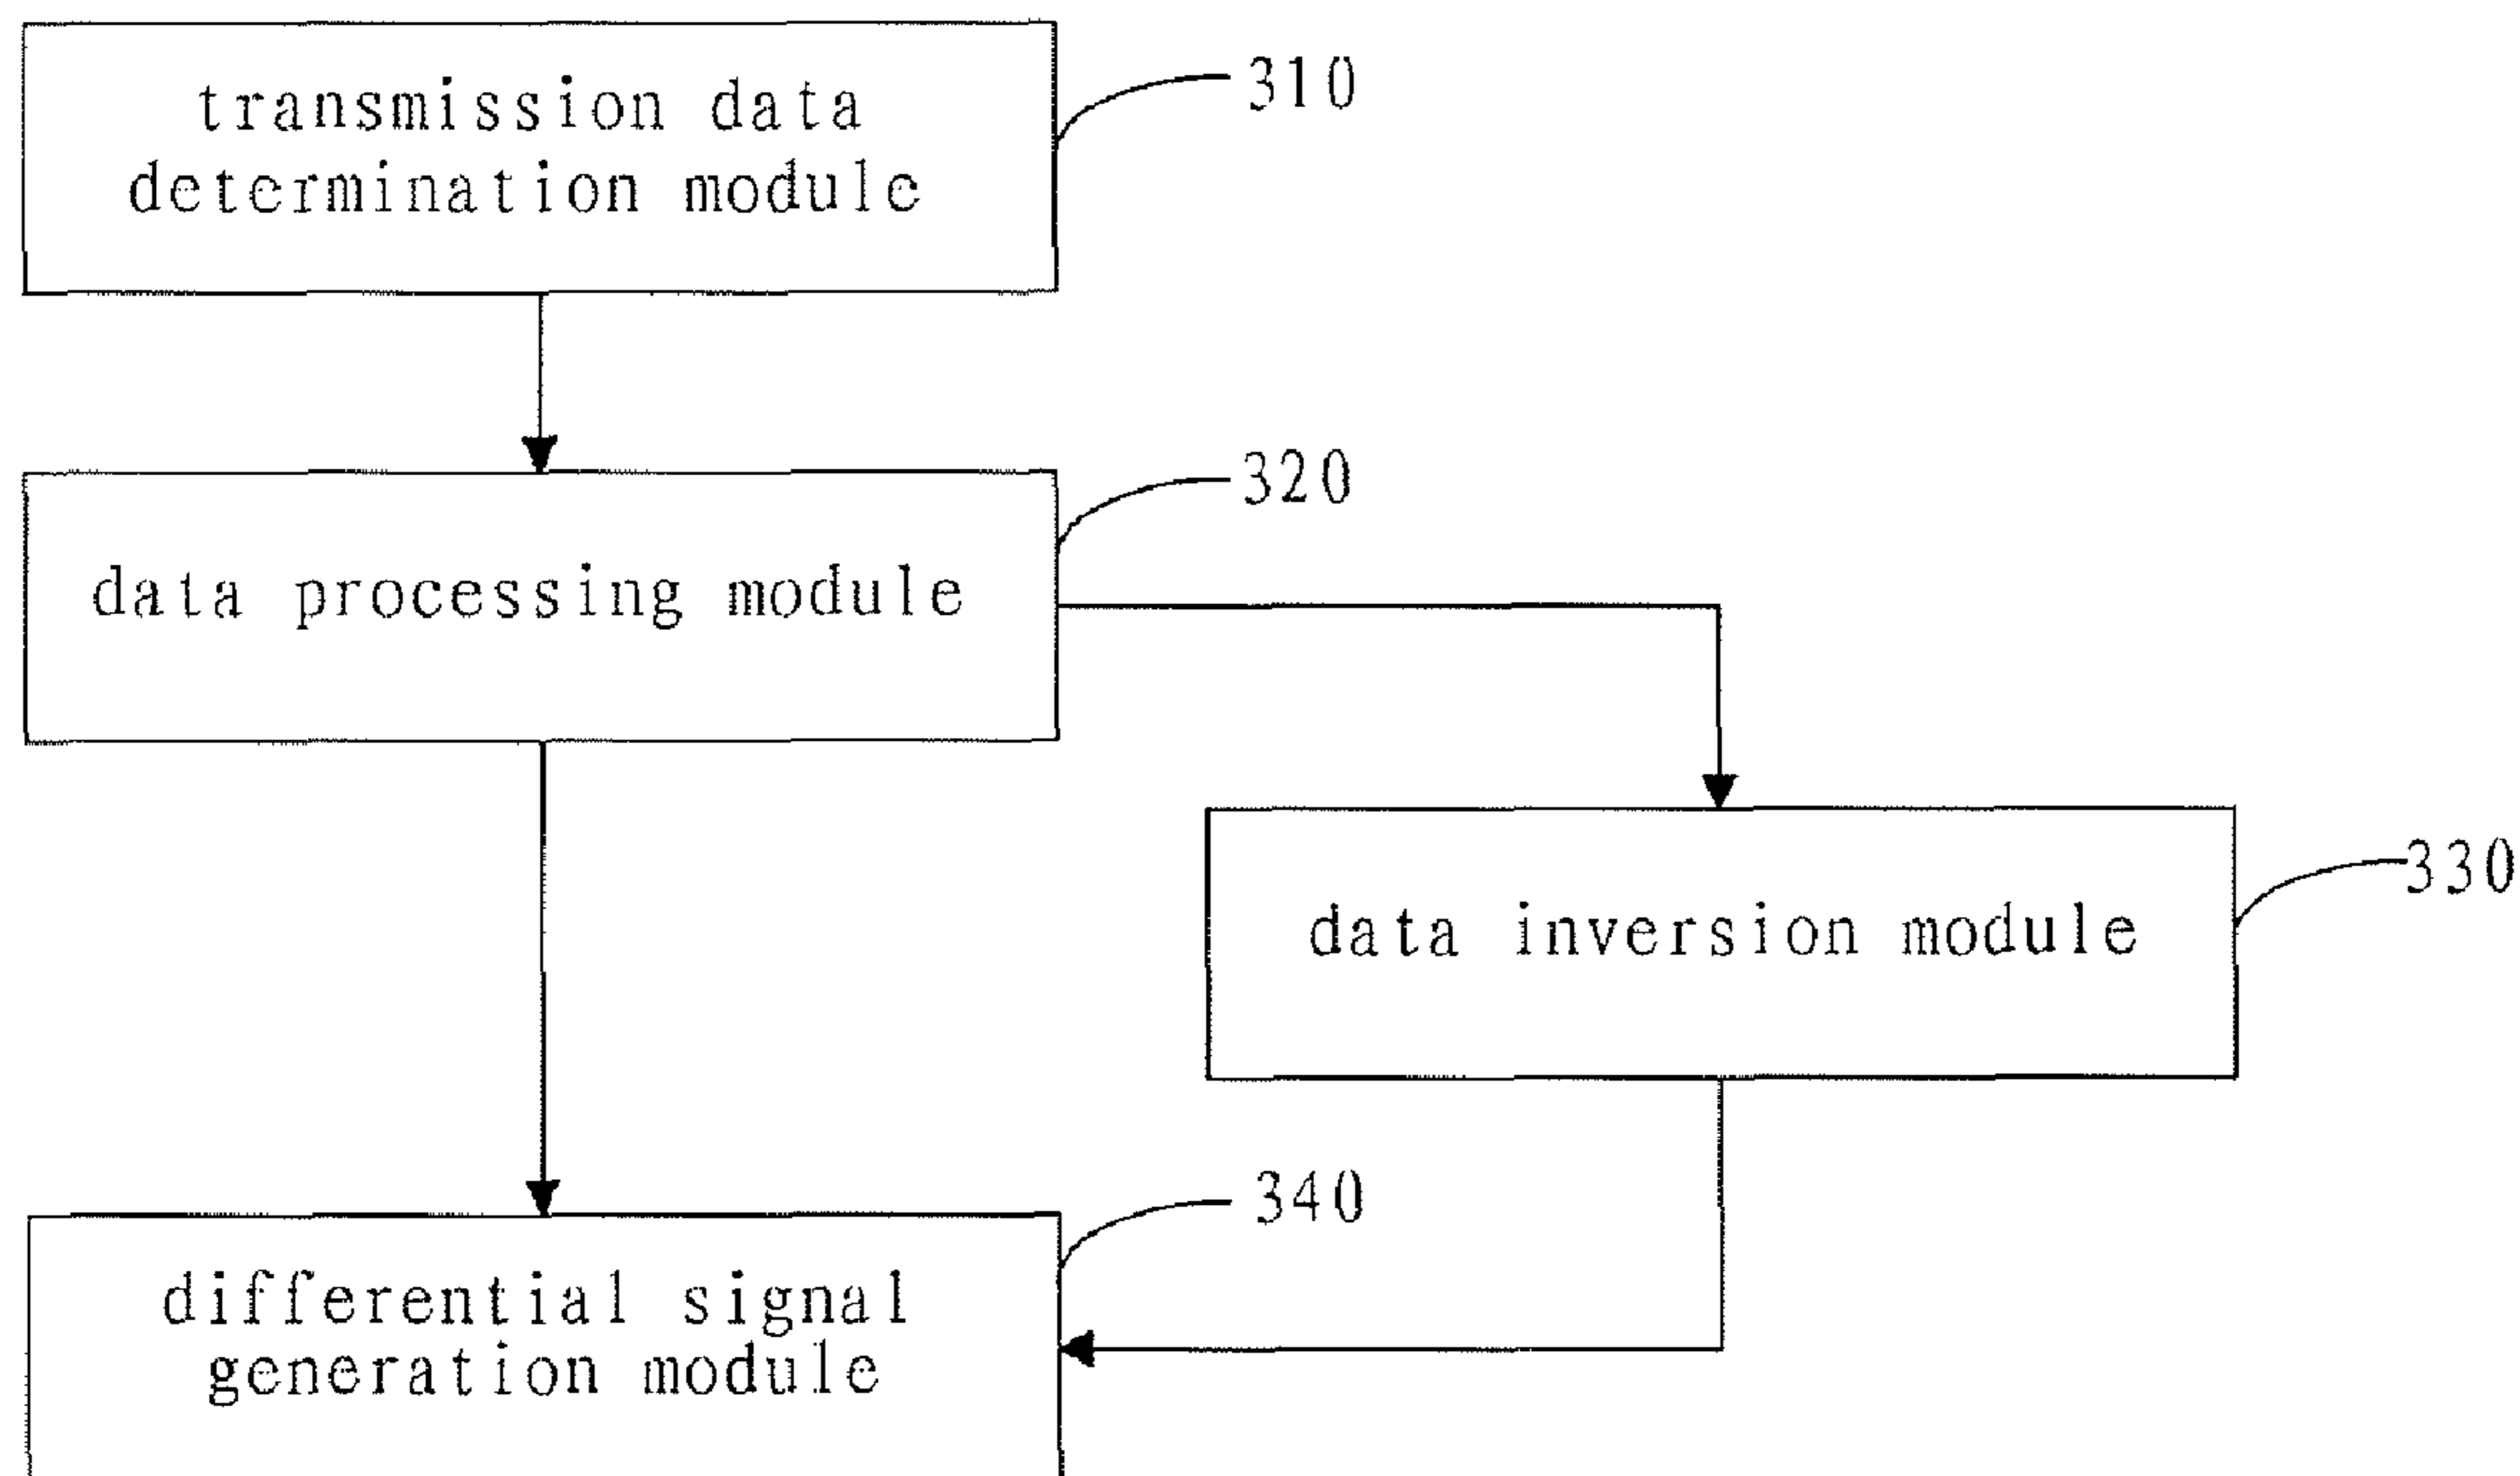 transmission data
determination module
310
320
data processing module
330
data inversion module
340
differential signal
generation module